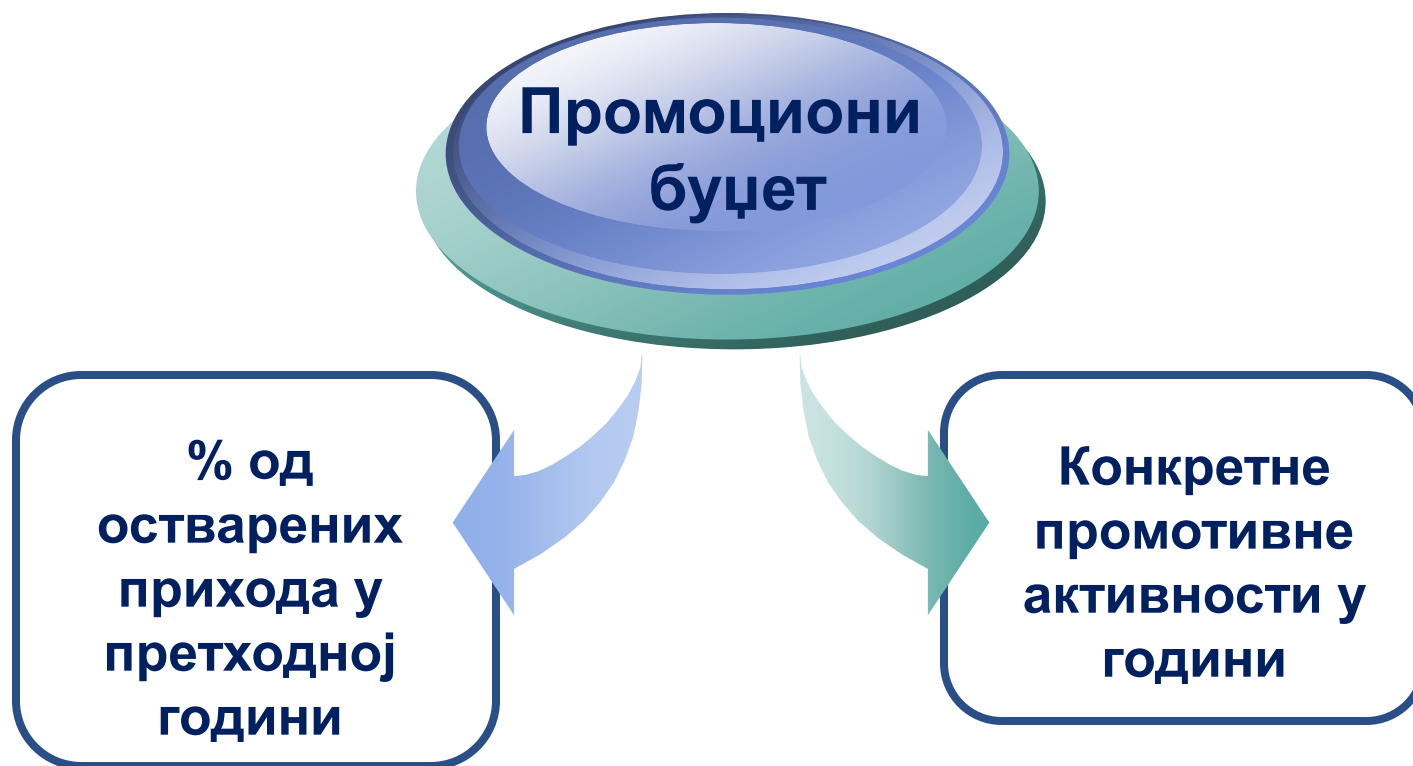 Промоциони
буџет
% од
остварених
прихода у
претходној
години
Конкретне
промотивне
активности у
години